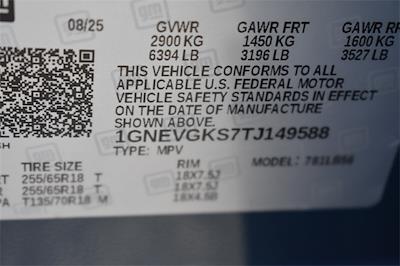 08/25 GVWR GAWR FRT GAWR RR
2900 KG 1450 KG 1600 KG
6394 LB 3196 LB 3527 LB
THIS VEHICLE CONFORMS TO ALL
APPLICABLE U.S. FEDERAL MOTOR
VEHICLE SAFETY STANDARDS IN EFFECT
ON THE DATE OF MANUFACTURE
SHOWN ABOVE.
1GNEVGKS7TJ149588
TYPE: MPV MODEL:
TIRE SIZE RIM
255/65R18 T 18X7.5J
255/65R18 T 18X7.5J
T135/70R18 M 18X4.5B